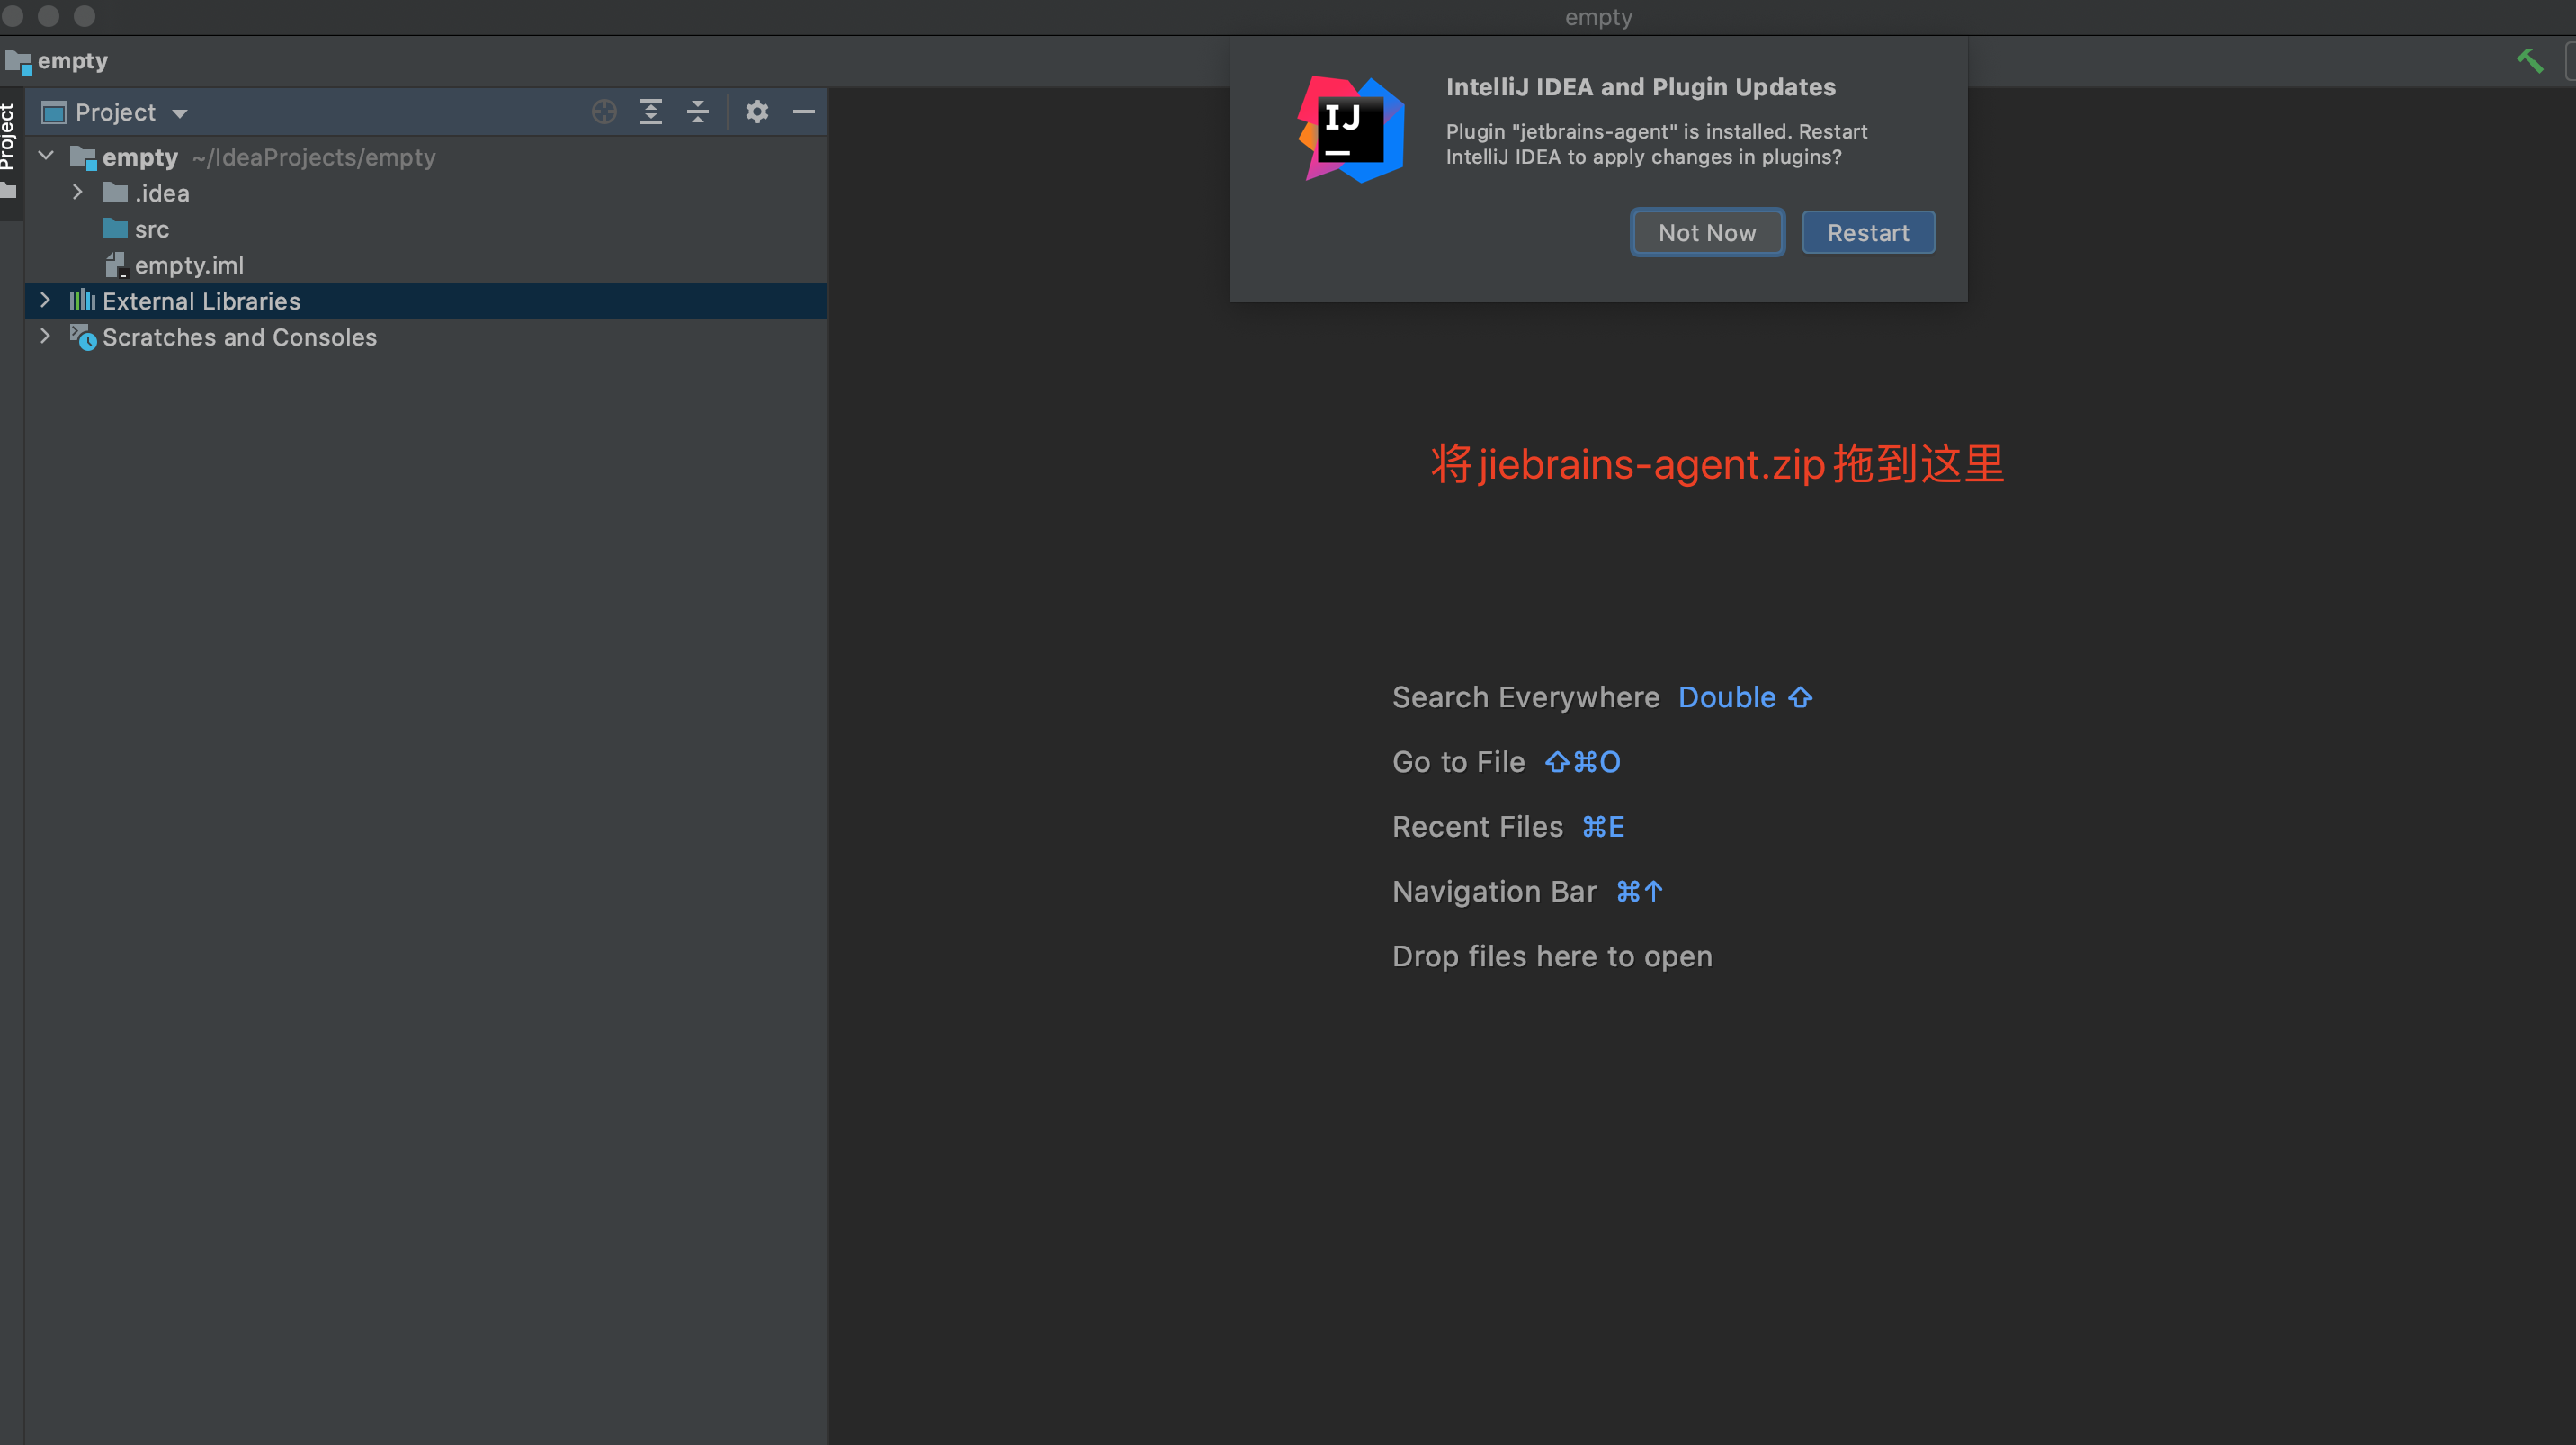 empty
empty
Project
Project
empty ~/IdeaProjects/empty
.idea
src
empty.iml
External Libraries
Scratches and Consoles
IJ
IntelliJ IDEA and Plugin Updates
Plugin "jetbrains-agent" is installed. Restart
IntelliJ IDEA to apply changes in plugins?
Not Now
Restart
将jiebrains-agent.zip拖到这里
Search Everywhere Double ⇧
Go to File ⇧⌘O
Recent Files ⌘E
Navigation Bar ⌘↑
Drop files here to open